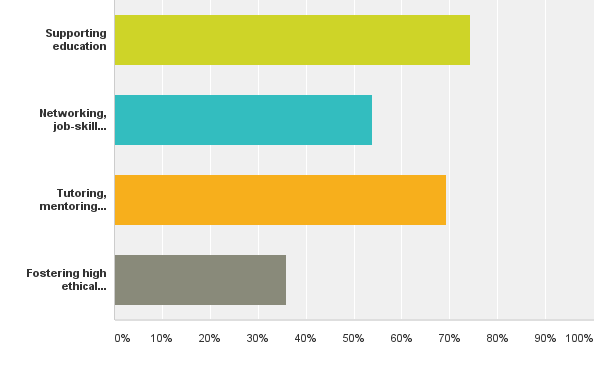 Supporting
education
Networking,
job-skill...
Tutoring,
mentoring...
Fostering high
ethical...
0% 10% 20% 30% 40% 50% 60% 70% 80% 90% 100%